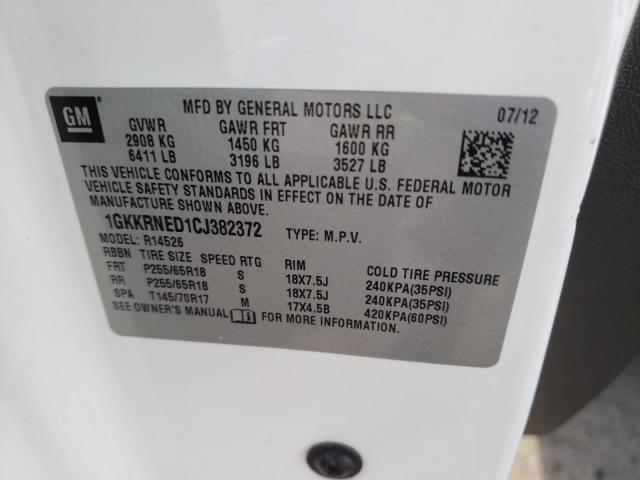 GM
MFD BY GENERAL MOTORS LLC 07/12
GVWR GAWR FRT GAWR RR
2908 KG 1450 KG 1600 KG
6411 LB 3196 LB 3527 LB
THIS VEHICLE CONFORMS TO ALL APPLICABLE U.S. FEDERAL MOTOR
VEHICLE SAFETY STANDARDS IN EFFECT ON THE DATE OF
MANUFACTURE SHOWN ABOVE.
1GKKRNED1CJ382372 TYPE: M.P.V.
MODEL: R14526
RBBN TIRE SIZE SPEED RTG RIM COLD TIRE PRESSURE
FRT P255/65R18 S 18X7.5J 240KPA(35PSI)
RR P255/65R18 S 18X7.5J 240KPA(35PSI)
SPA T145/70R17 M 17X4.5B 420KPA(60PSI)
SEE OWNER'S MANUAL FOR MORE INFORMATION.